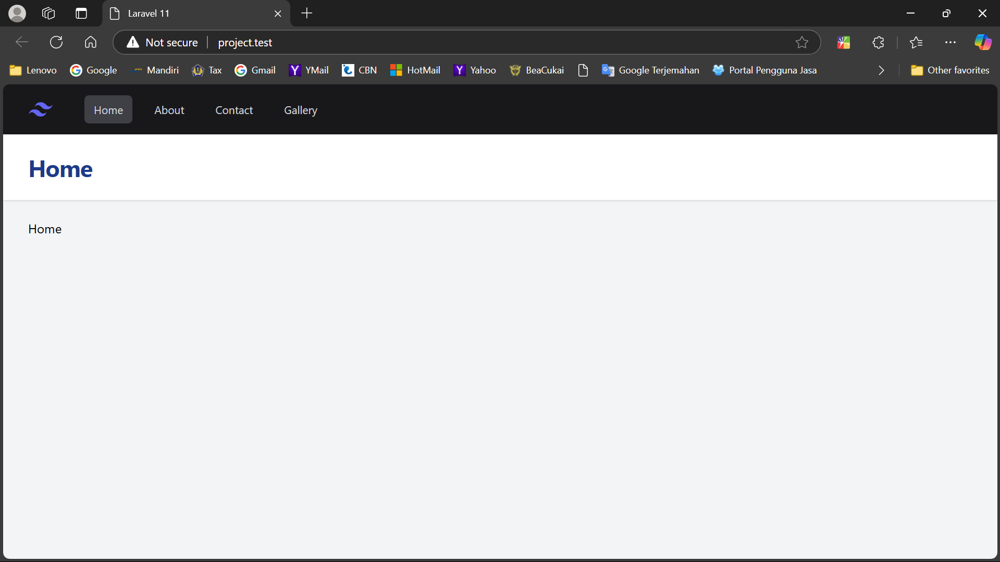 Laravel 11
Not secure project.test
Lenovo Google Mandiri Tax Gmail YMail CBN HotMail Yahoo BeaCukai Google Terjemahan Portal Pengguna Jasa Other favorites
Home About Contact Gallery
Home
Home